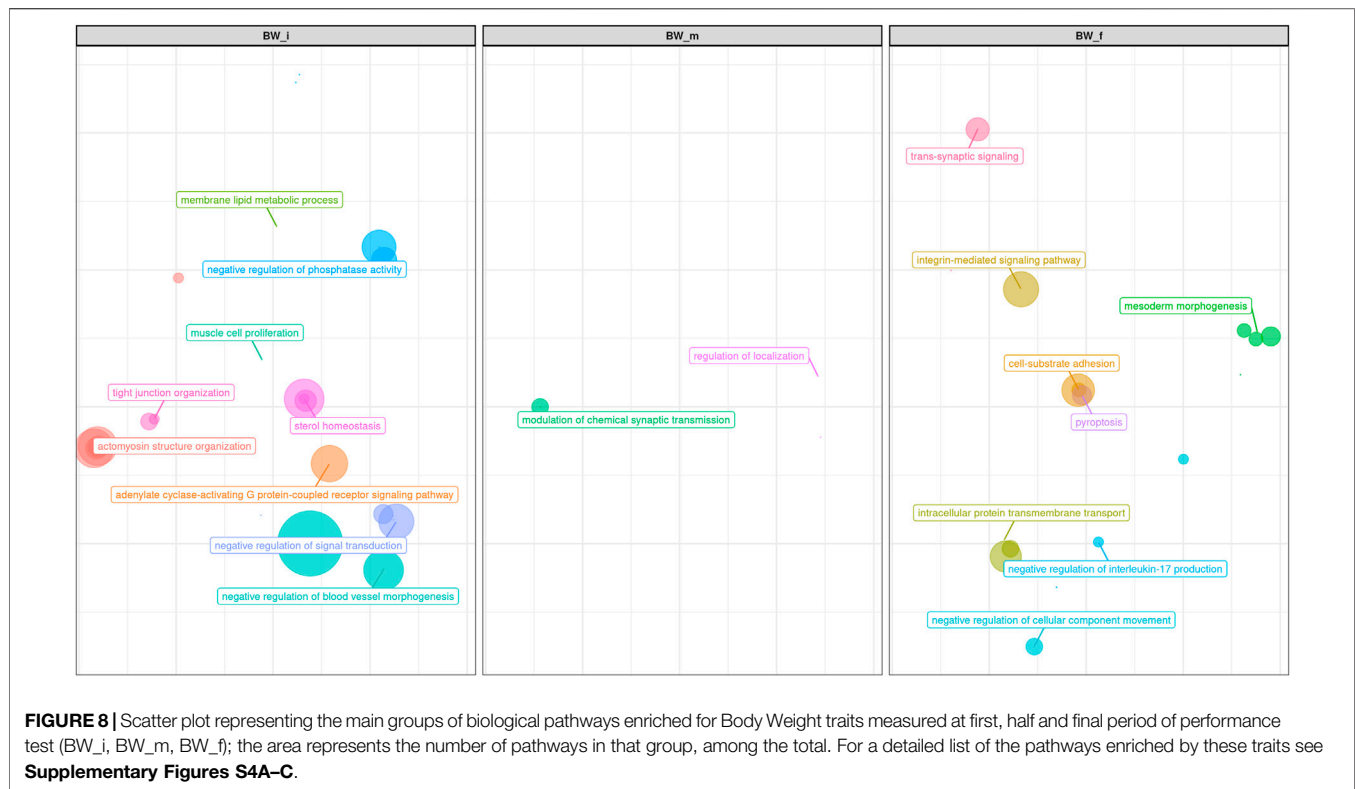 BW_i
BW_m
BW_f
trans-synaptic signaling
membrane lipid metabolic process
negative regulation of phosphatase activity
integrin-mediated signaling pathway
mesoderm morphogenesis
muscle cell proliferation
regulation of localization
cell-substrate adhesion
tight junction organization
sterol homeostasis
modulation of chemical synaptic transmission
pyroptosis
actomyosin structure organization
adenylate cyclase-activating G protein-coupled receptor signaling pathway
intracellular protein transmembrane transport
negative regulation of signal transduction
negative regulation of interleukin-17 production
negative regulation of blood vessel morphogenesis
negative regulation of cellular component movement
FIGURE 8 | Scatter plot representing the main groups of biological pathways enriched for Body Weight traits measured at first, half and final period of performance
test (BW_i, BW_m, BW_f); the area represents the number of pathways in that group, among the total. For a detailed list of the pathways enriched by these traits see
Supplementary Figures S4A–C.